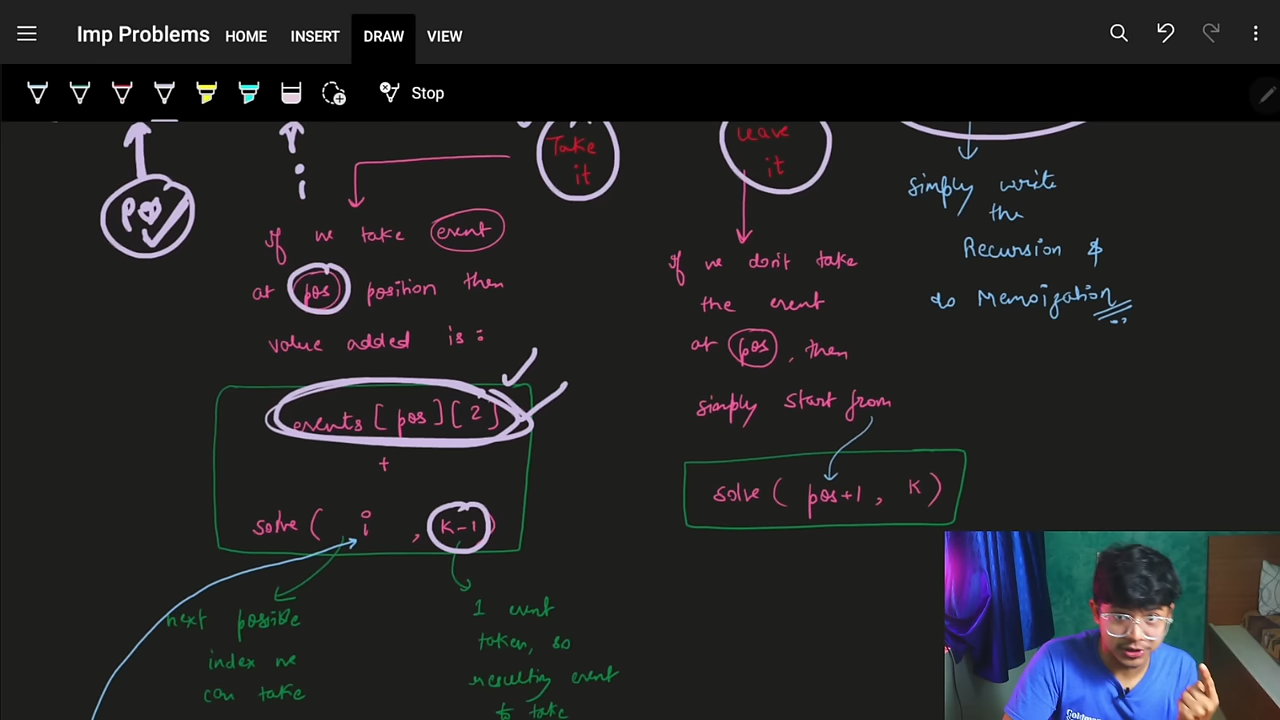 Imp Problems HOME INSERT DRAW VIEW
Stop
pos
i
Take
it
If we take event
at pos position then
value added is :
events [ pos ] [ 2 ]
+
solve ( i , K-1 )
next possible
index we
can take
1 event
taken, so
resulting event
to take
Leave
it
If we don't take
the event
at pos , then
simply start from
solve ( pos+1 , K )
simply write
the
Recursion &
do Memoization